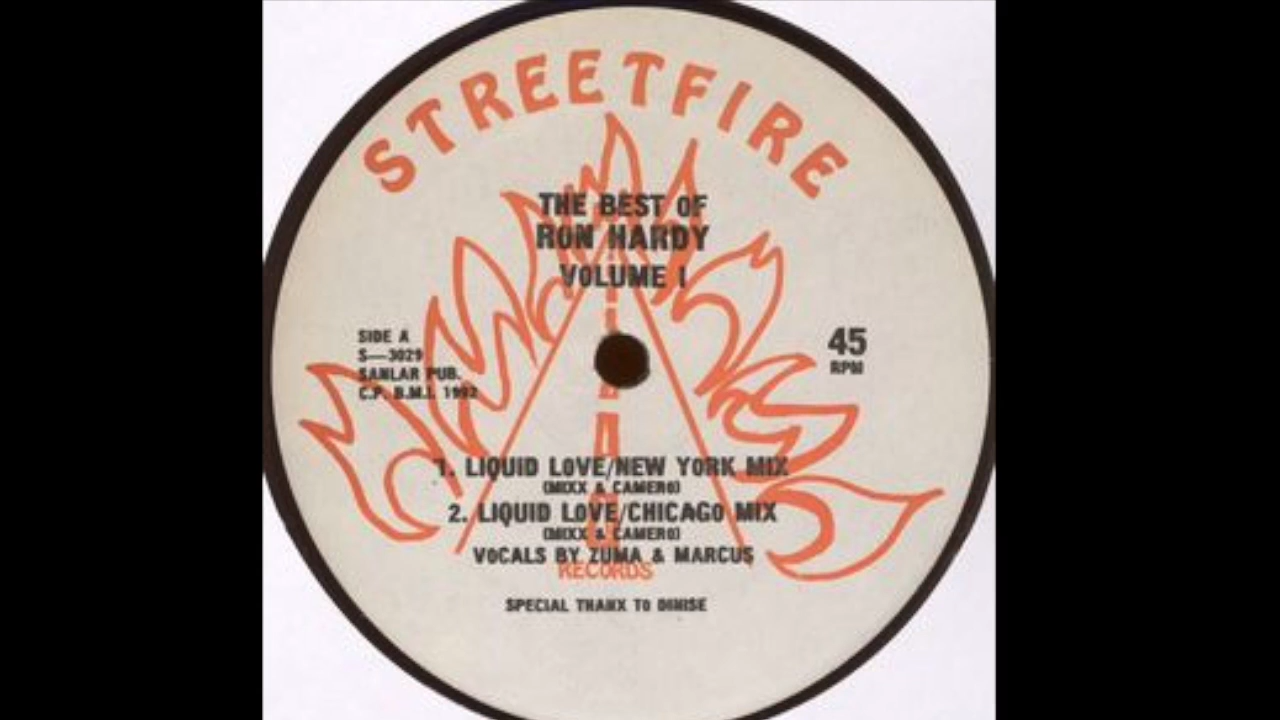 STREETFIRE
THE BEST OF
RON HARDY
VOLUME I
SIDE A
S—3029
SANLAR PUB.
C.P. B.M.I. 1992
45
RPM
1. LIQUID LOVE/NEW YORK MIX
(MIXX & CAMERO)
2. LIQUID LOVE/CHICAGO MIX
(MIXX & CAMERO)
VOCALS BY ZUMA & MARCUS
RECORDS
SPECIAL THANX TO DINISE